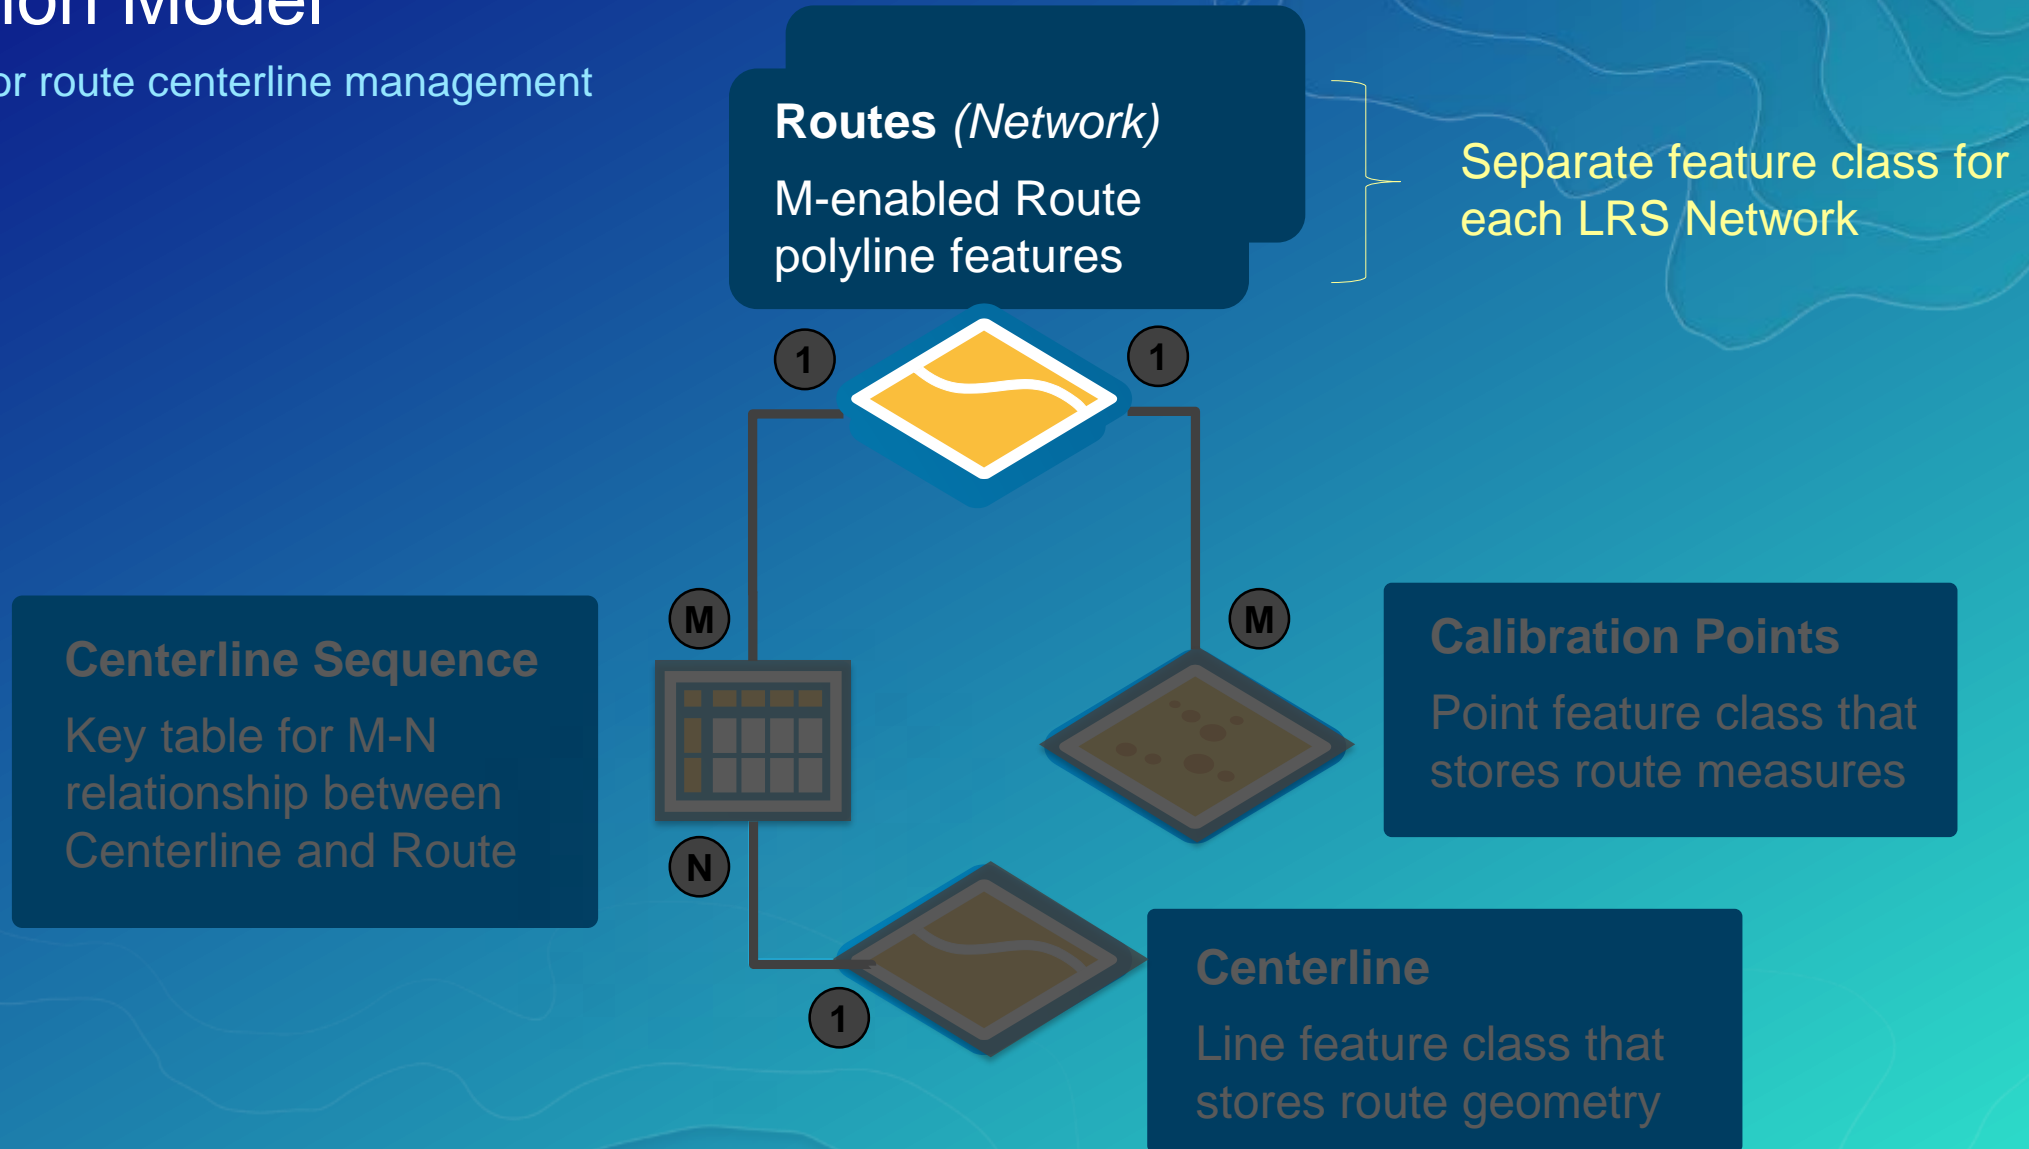 ion Model
or route centerline management
Routes (Network)
M-enabled Route
polyline features
Separate feature class for
each LRS Network
1
1
M
M
Centerline Sequence
Key table for M-N
relationship between
Centerline and Route
Calibration Points
Point feature class that
stores route measures
N
1
Centerline
Line feature class that
stores route geometry